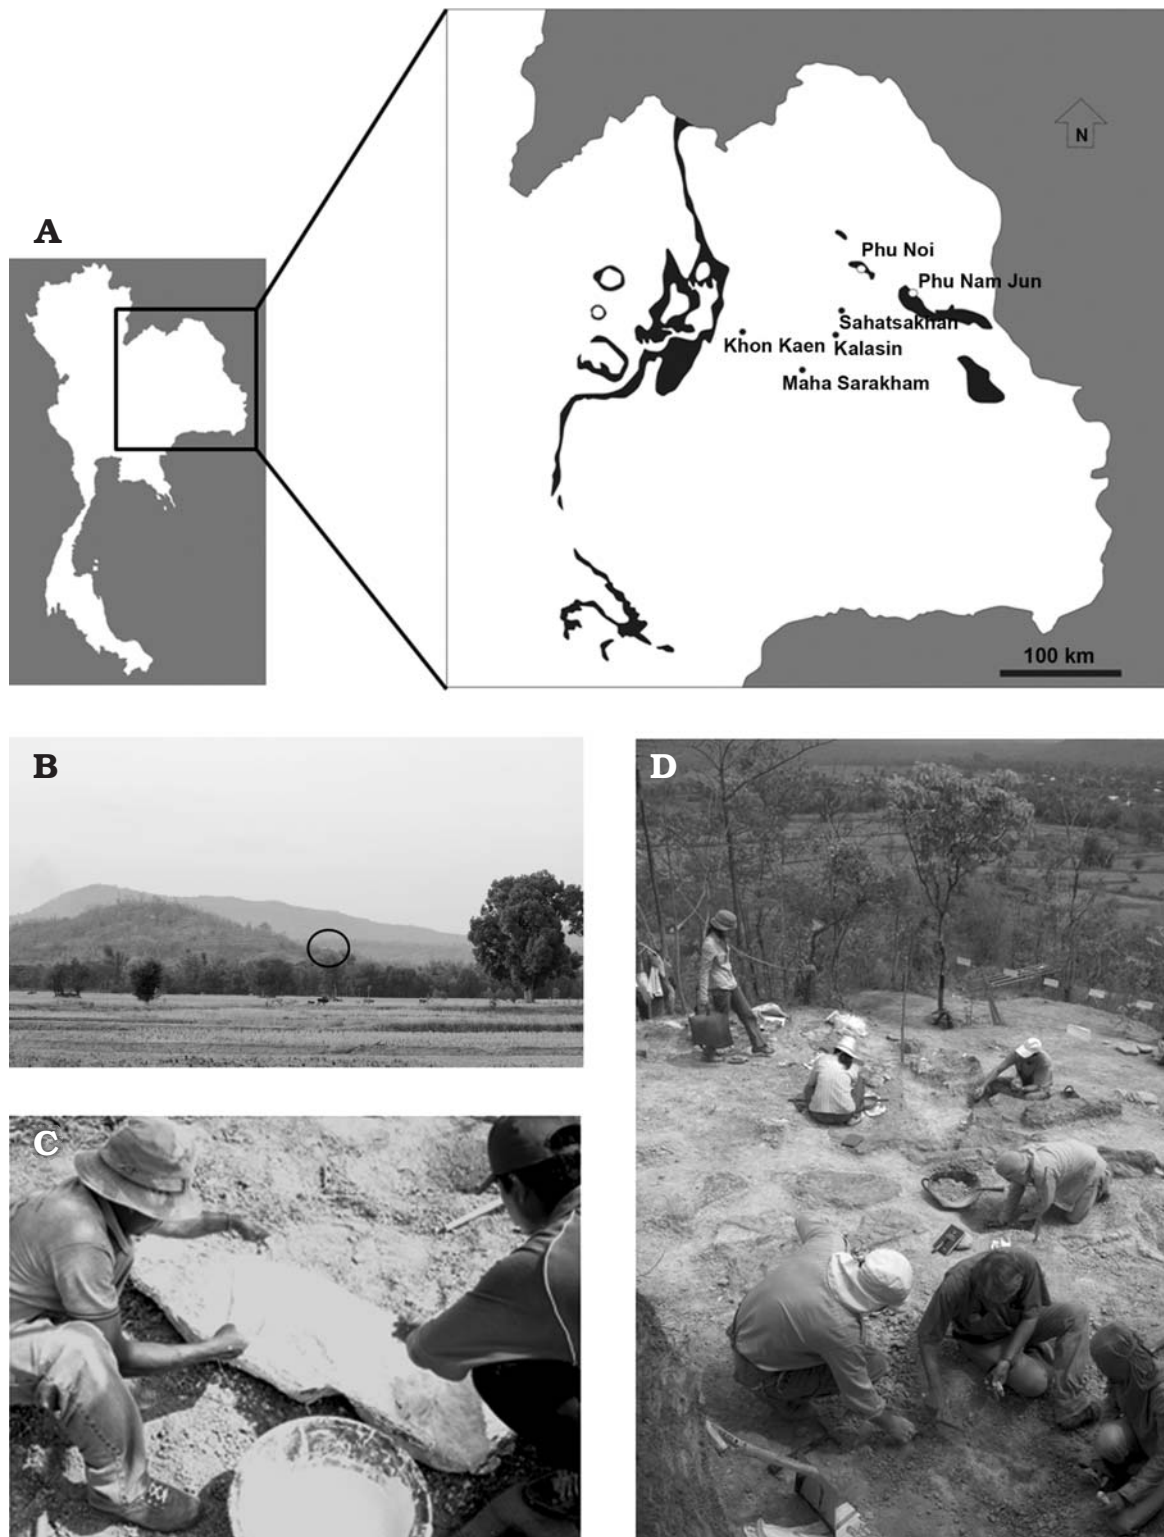 A
N
Phu Noi
Phu Nam Jun
Sahatsakhan
Khon Kaen
Kalasin
Maha Sarakham
100 km
B
D
C